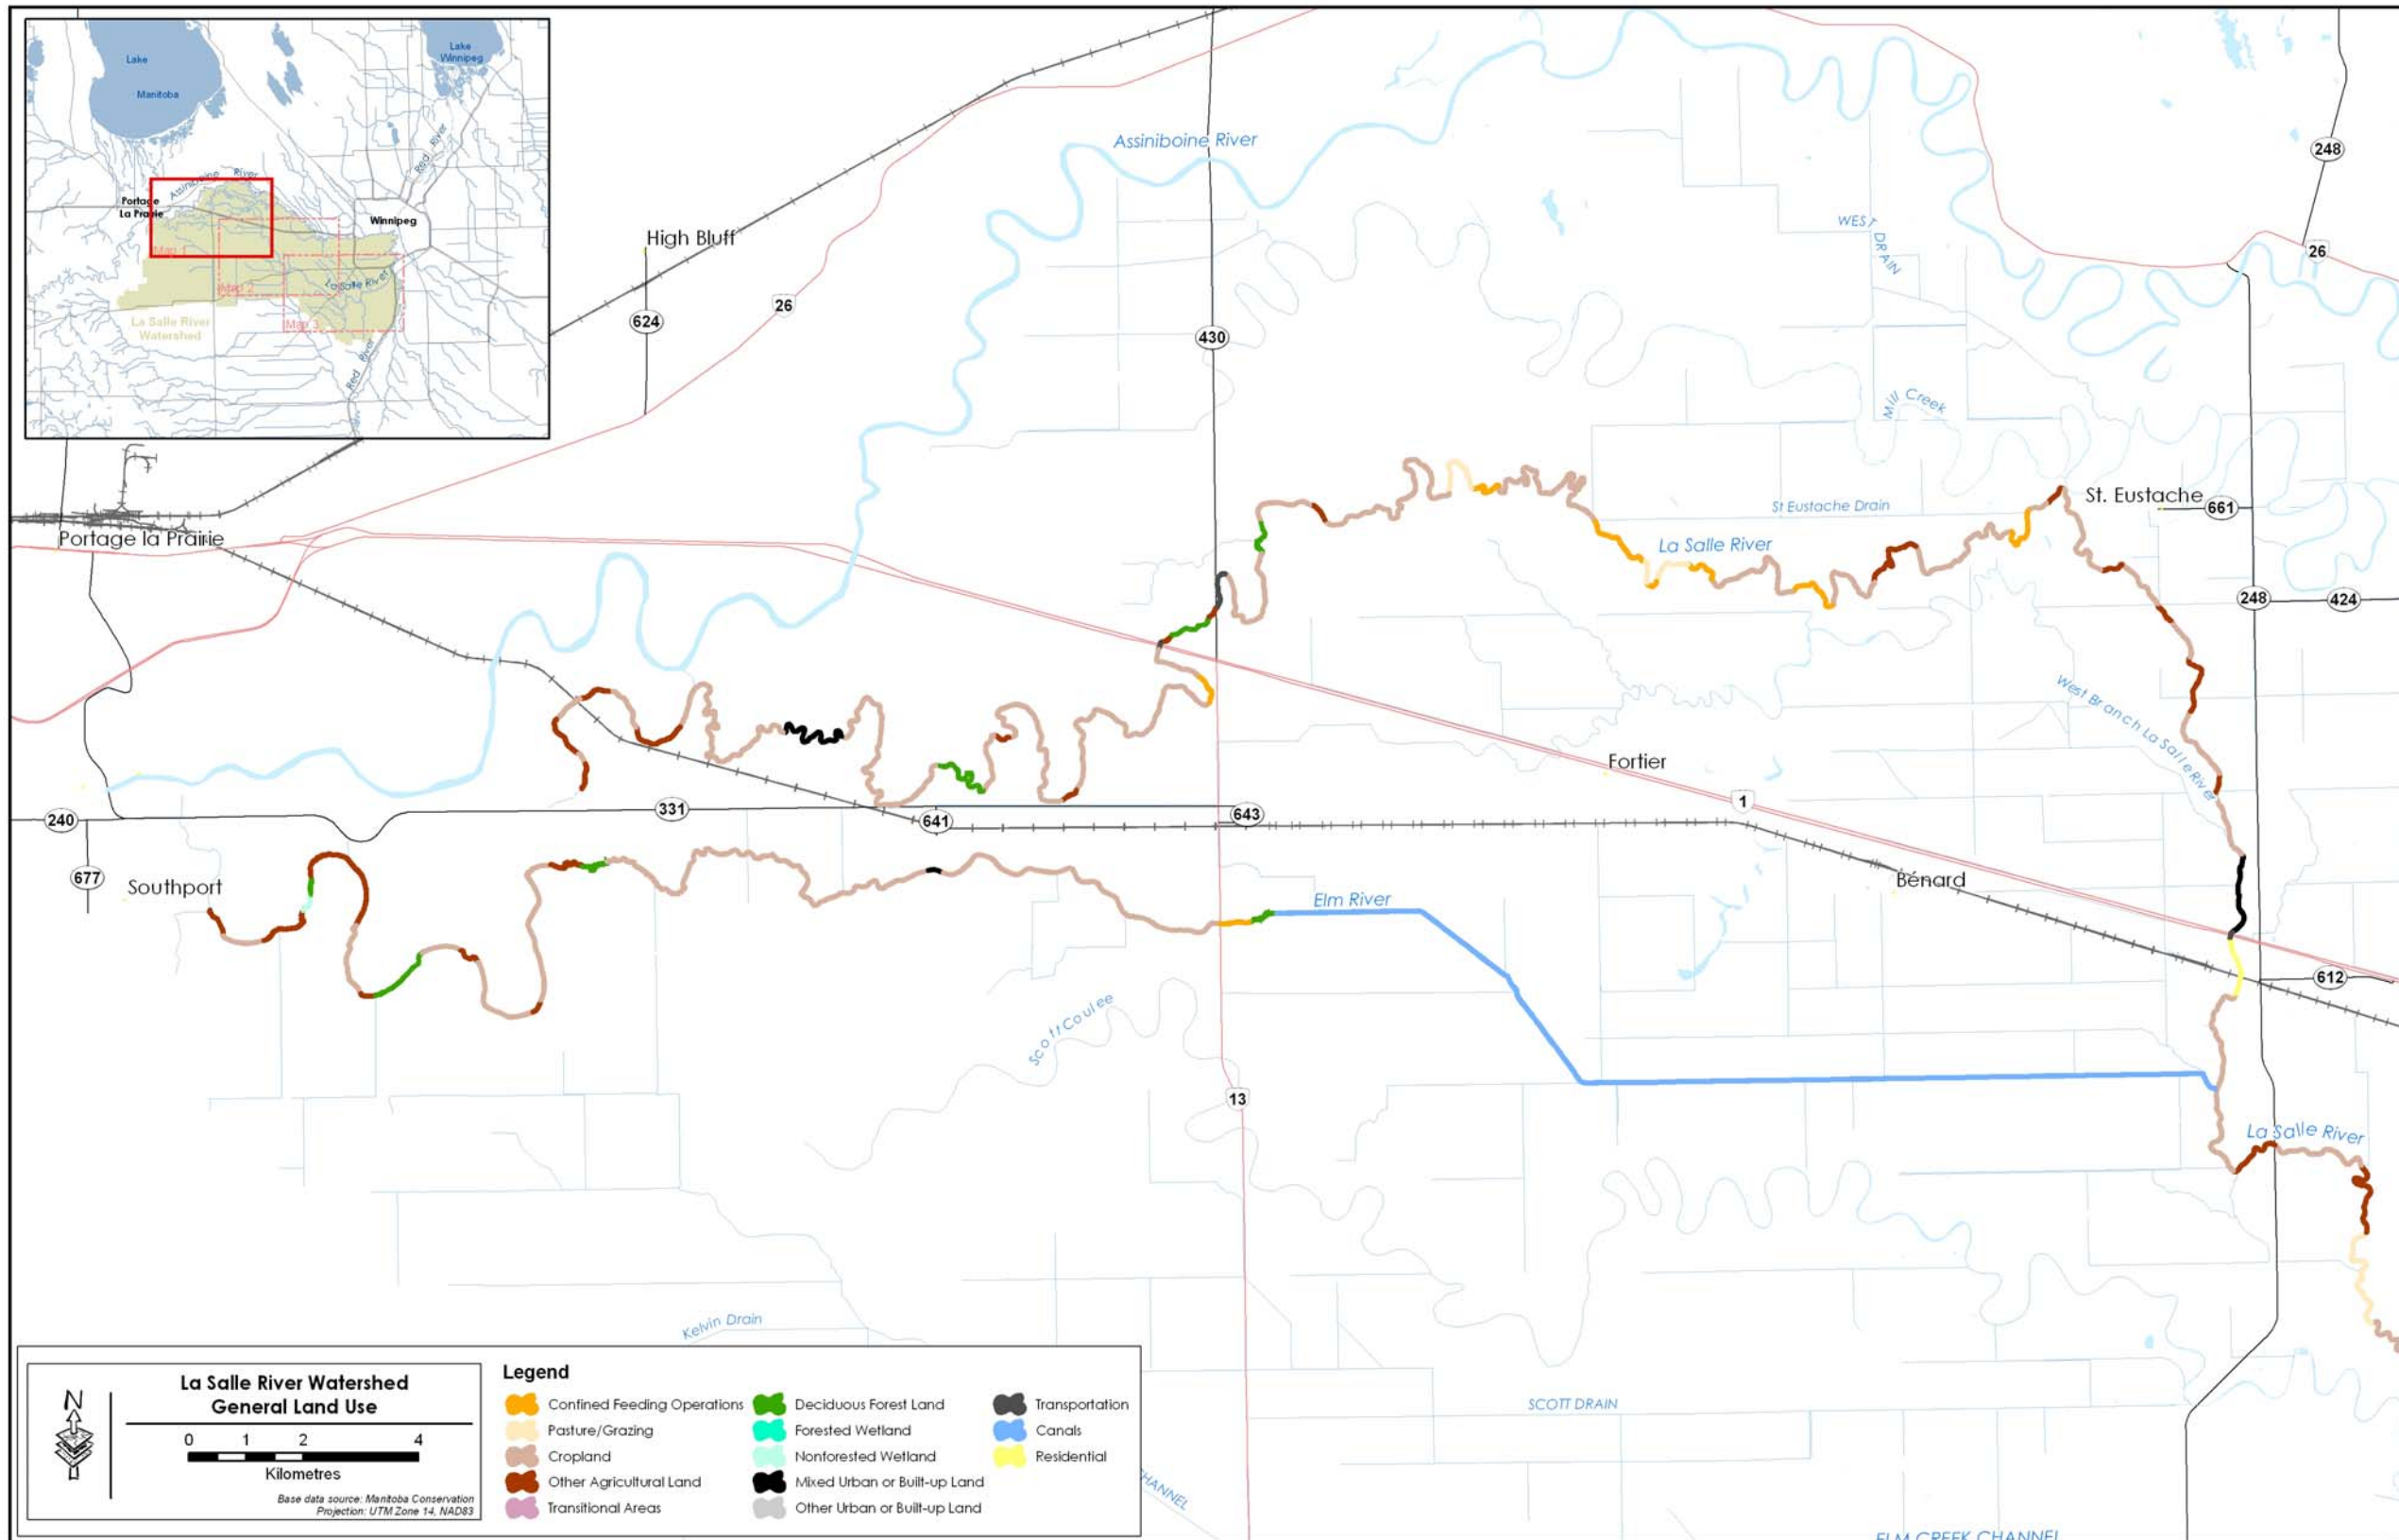 Lake
Manitoba
Lake
Winnipeg
Red River
Assiniboine River
Portage
La Prairie
Winnipeg
Map 1
Map 2
Map 3
La Salle River
La Salle River
Watershed
Red River
Assiniboine River
High Bluff
624
26
430
248
26
WEST DRAIN
Mill Creek
St. Eustache
661
St Eustache Drain
La Salle River
Portage la Prairie
248
424
West Branch La Salle River
Fortier
1
240
331
641
643
677
Southport
Bénard
Elm River
612
Scott Coulee
13
La Salle River
Kelvin Drain
SCOTT DRAIN
CHANNEL
ELM CREEK CHANNEL
N
La Salle River Watershed
General Land Use
0 1 2 4
Kilometres
Base data source: Manitoba Conservation
Projection: UTM Zone 14, NAD83
Legend
Confined Feeding Operations
Pasture/Grazing
Cropland
Other Agricultural Land
Transitional Areas
Deciduous Forest Land
Forested Wetland
Nonforested Wetland
Mixed Urban or Built-up Land
Other Urban or Built-up Land
Transportation
Canals
Residential